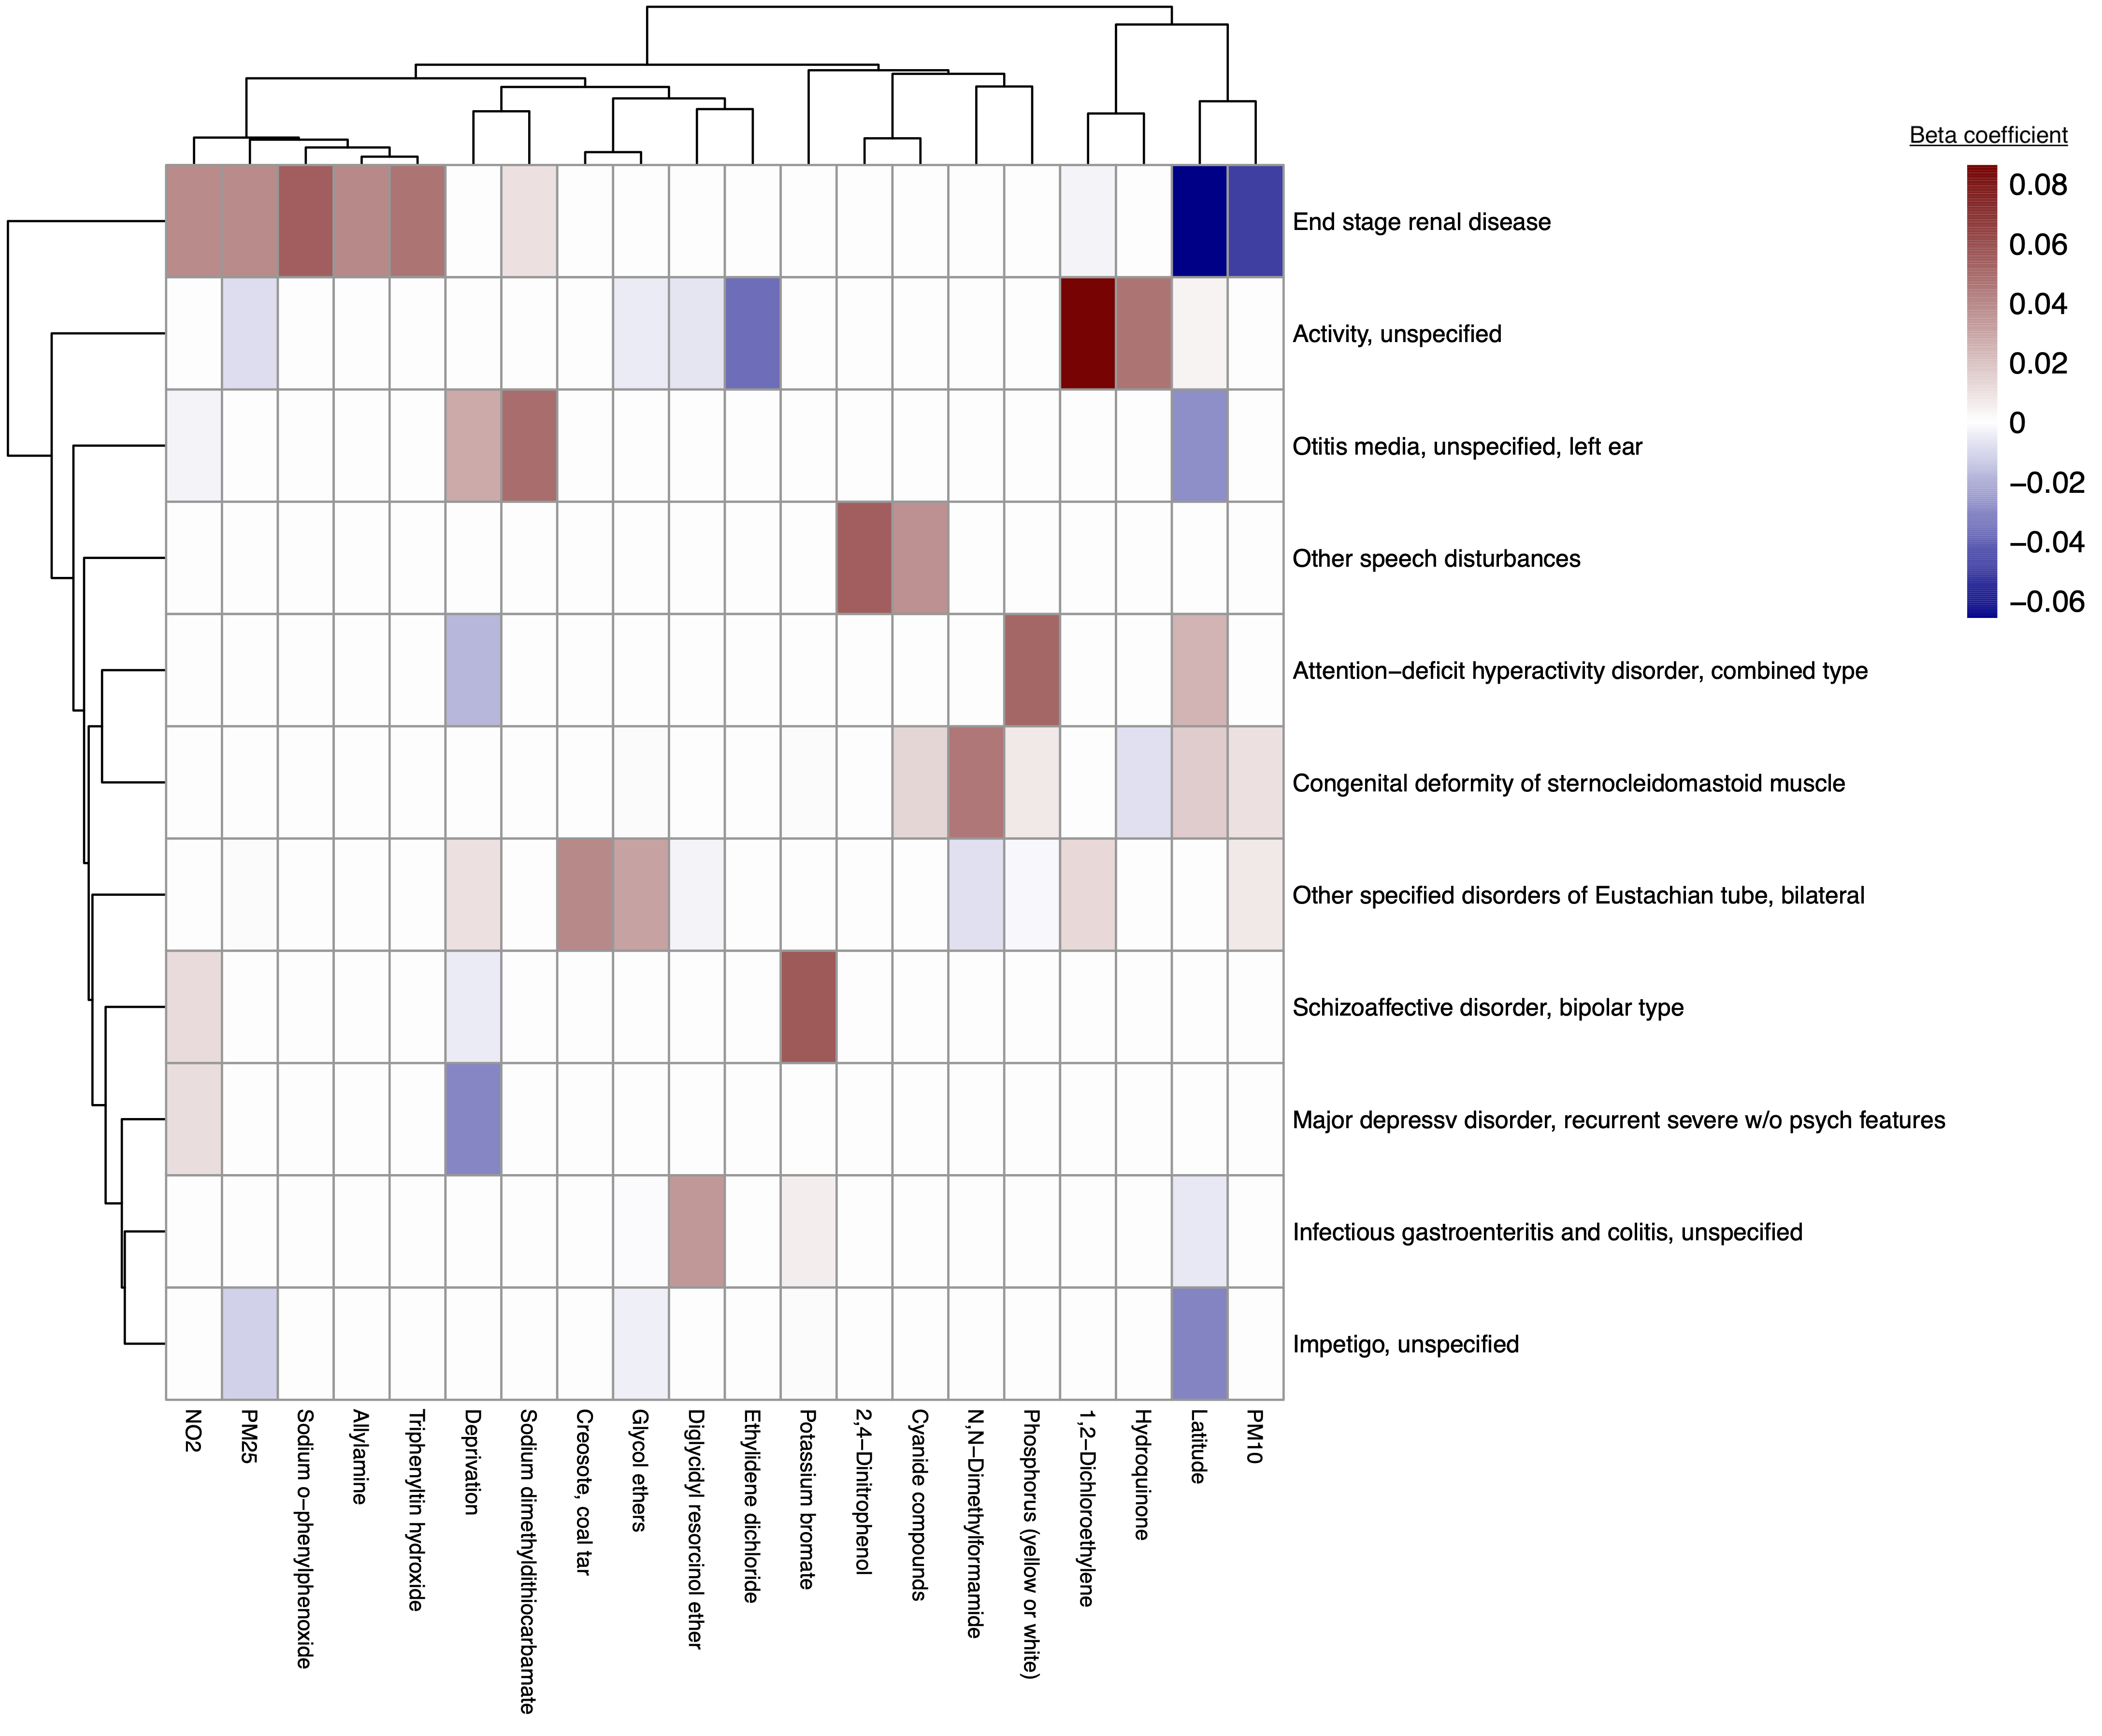 Beta coefficient
0.08
0.06
0.04
0.02
0
−0.02
−0.04
−0.06
End stage renal disease
Activity, unspecified
Otitis media, unspecified, left ear
Other speech disturbances
Attention−deficit hyperactivity disorder, combined type
Congenital deformity of sternocleidomastoid muscle
Other specified disorders of Eustachian tube, bilateral
Schizoaffective disorder, bipolar type
Major depressv disorder, recurrent severe w/o psych features
Infectious gastroenteritis and colitis, unspecified
Impetigo, unspecified
NO2
PM25
Sodium o−phenylphenoxide
Allylamine
Triphenyltin hydroxide
Deprivation
Sodium dimethyldithiocarbamate
Creosote, coal tar
Glycol ethers
Diglycidyl resorcinol ether
Ethylidene dichloride
Potassium bromate
2,4−Dinitrophenol
Cyanide compounds
N,N−Dimethylformamide
Phosphorus (yellow or white)
1,2−Dichloroethylene
Hydroquinone
Latitude
PM10